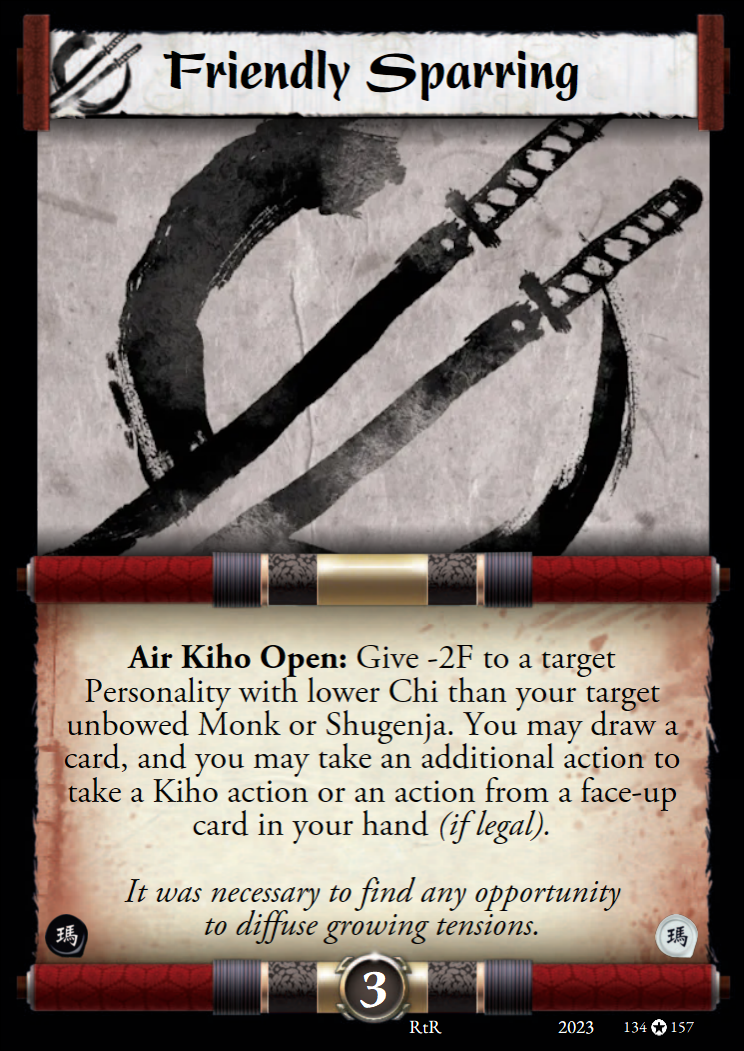 Friendly Sparring
Air Kiho Open: Give -2F to a target
Personality with lower Chi than your target
unbowed Monk or Shugenja. You may draw a
card, and you may take an additional action to
take a Kiho action or an action from a face-up
card in your hand (if legal).
It was necessary to find any opportunity
to diffuse growing tensions.
瑪 瑪
3
RtR 2023 134 157